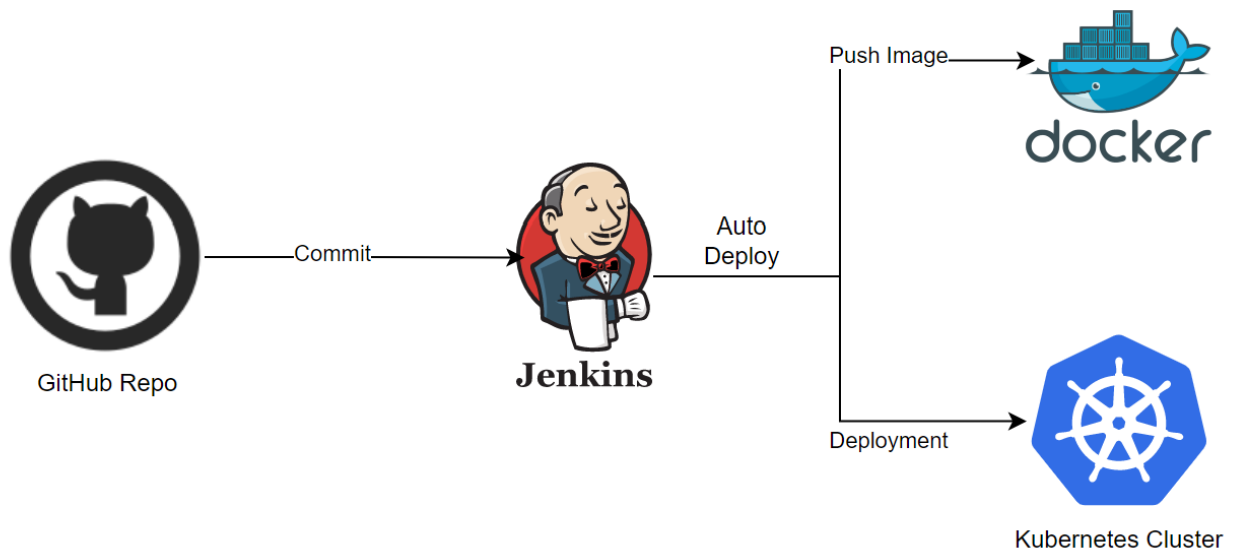 Push Image
docker
Commit
Auto
Deploy
GitHub Repo
Jenkins
Deployment
Kubernetes Cluster